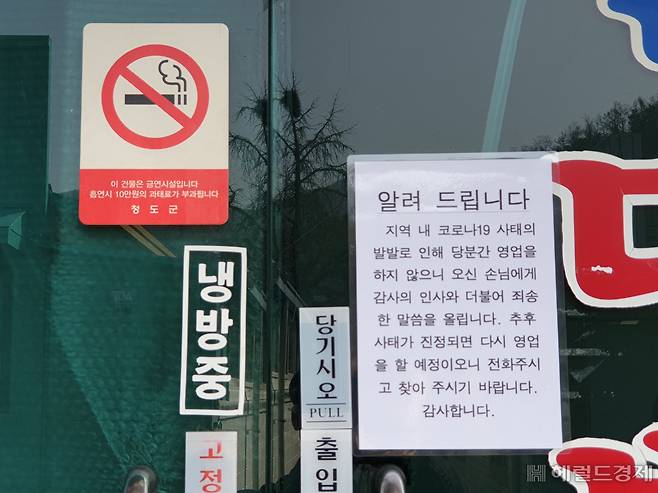 이 건물은 금연시설입니다
흡연시 10만원의 과태료가 부과됩니다
청도군
냉방중
당기시오
PULL
고정
출입
알려 드립니다
지역 내 코로나19 사태의
발발로 인해 당분간 영업을
하지 않으니 오신 손님에게
감사의 인사와 더불어 죄송
한 말씀을 올립니다. 추후
사태가 진정되면 다시 영업
을 할 예정이오니 전화주시
고 찾아 주시기 바랍니다.
감사합니다.
헤럴드경제